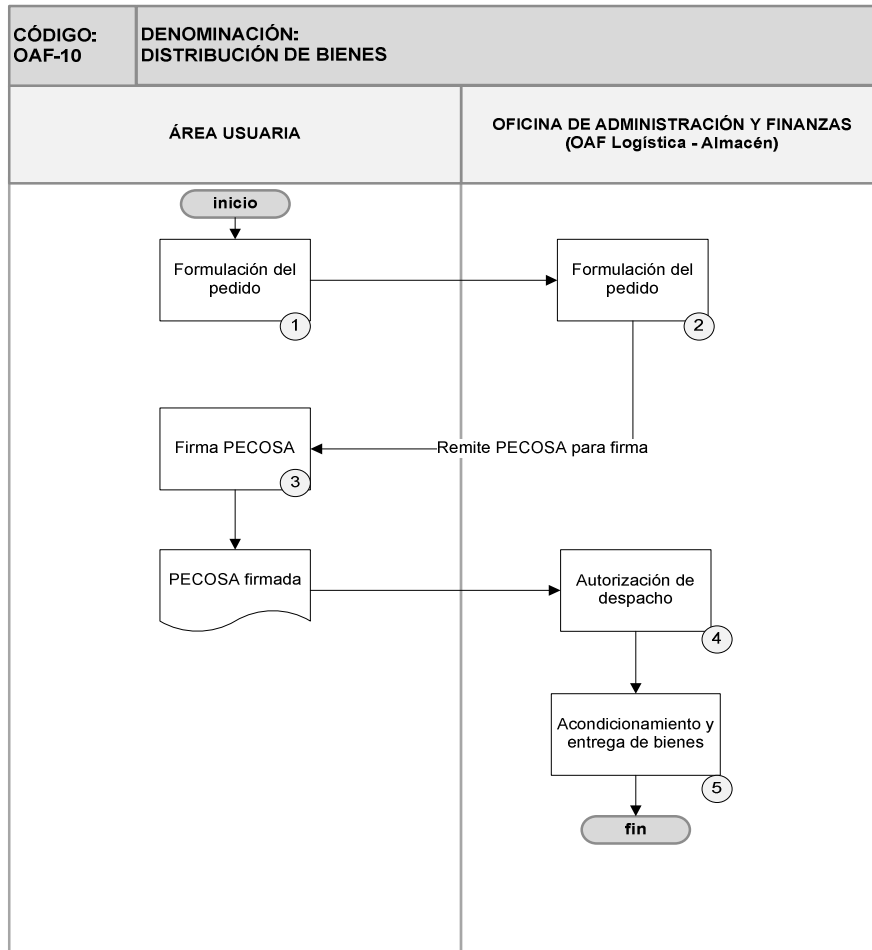 CÓDIGO:
OAF-10
DENOMINACIÓN:
DISTRIBUCIÓN DE BIENES
ÁREA USUARIA
OFICINA DE ADMINISTRACIÓN Y FINANZAS
(OAF Logística - Almacén)
inicio
Formulación del
pedido
1
Formulación del
pedido
2
Remite PECOSA para firma
Firma PECOSA
3
PECOSA firmada
Autorización de
despacho
4
Acondicionamiento y
entrega de bienes
5
fin